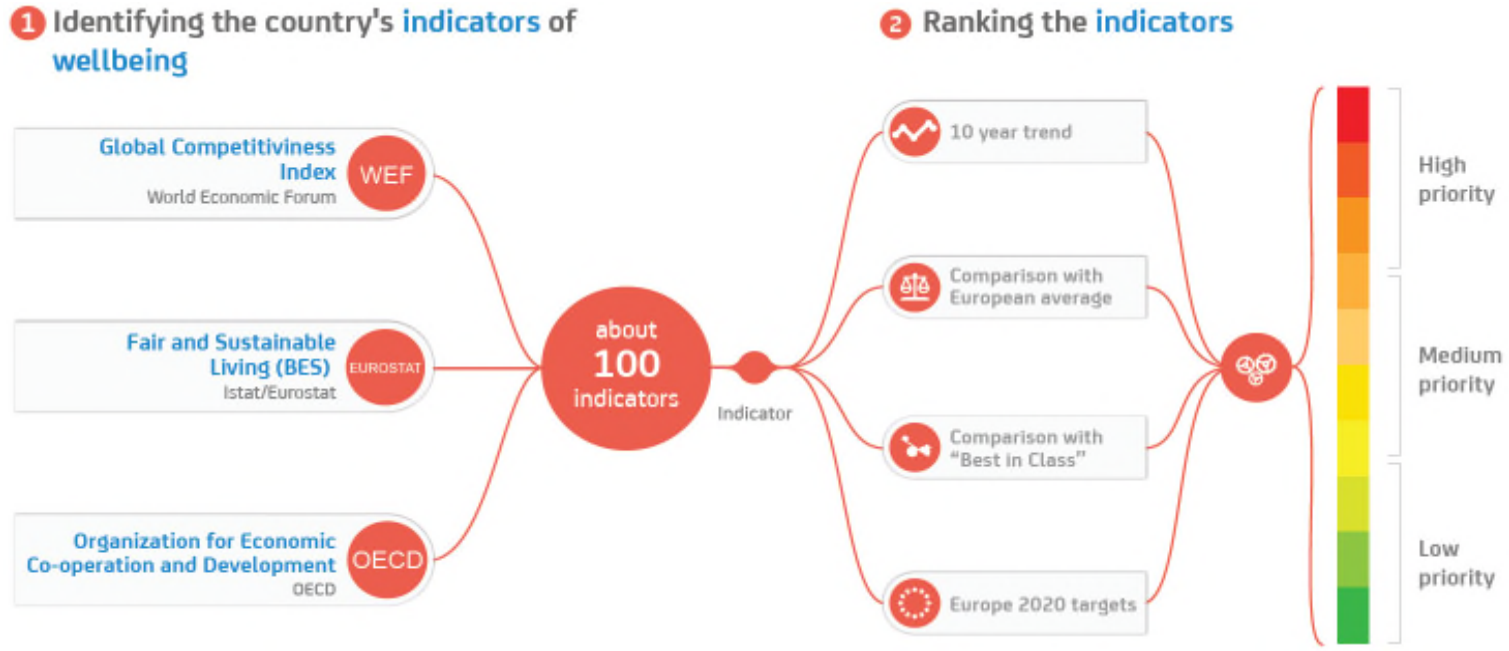 1 Identifying the country's indicators of
wellbeing
Global Competitiviness
Index
World Economic Forum
WEF
Fair and Sustainable
Living (BES)
Istat/Eurostat
EUROSTAT
Organization for Economic
Co-operation and Development
OECD
OECD
about
100
indicators
Indicator
2 Ranking the indicators
10 year trend
Comparison with
European average
Comparison with
“Best in Class”
Europe 2020 targets
High
priority
Medium
priority
Low
priority